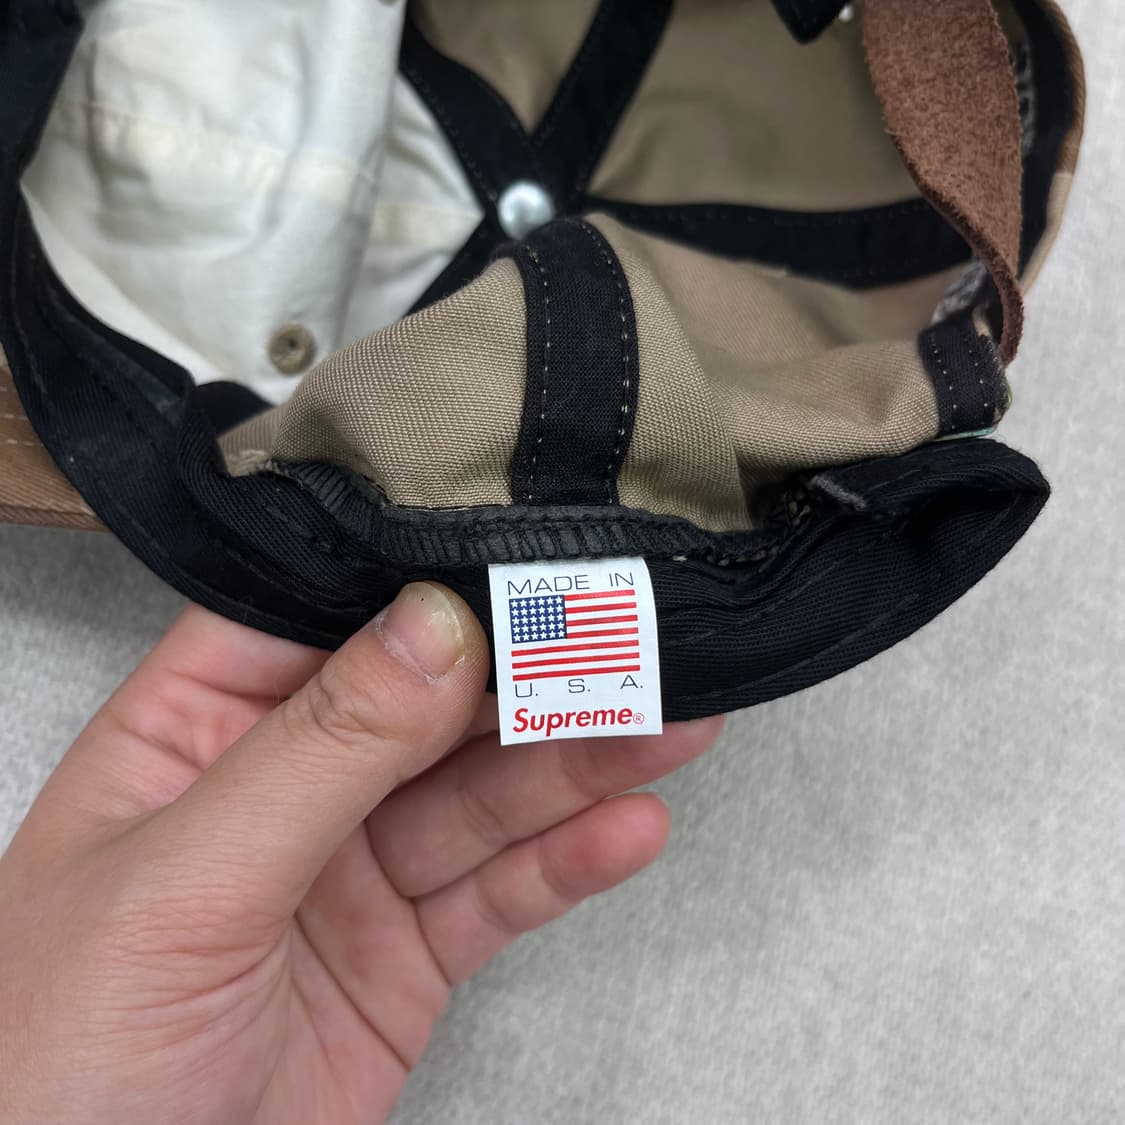 MADE IN
U. S. A.
Supreme®